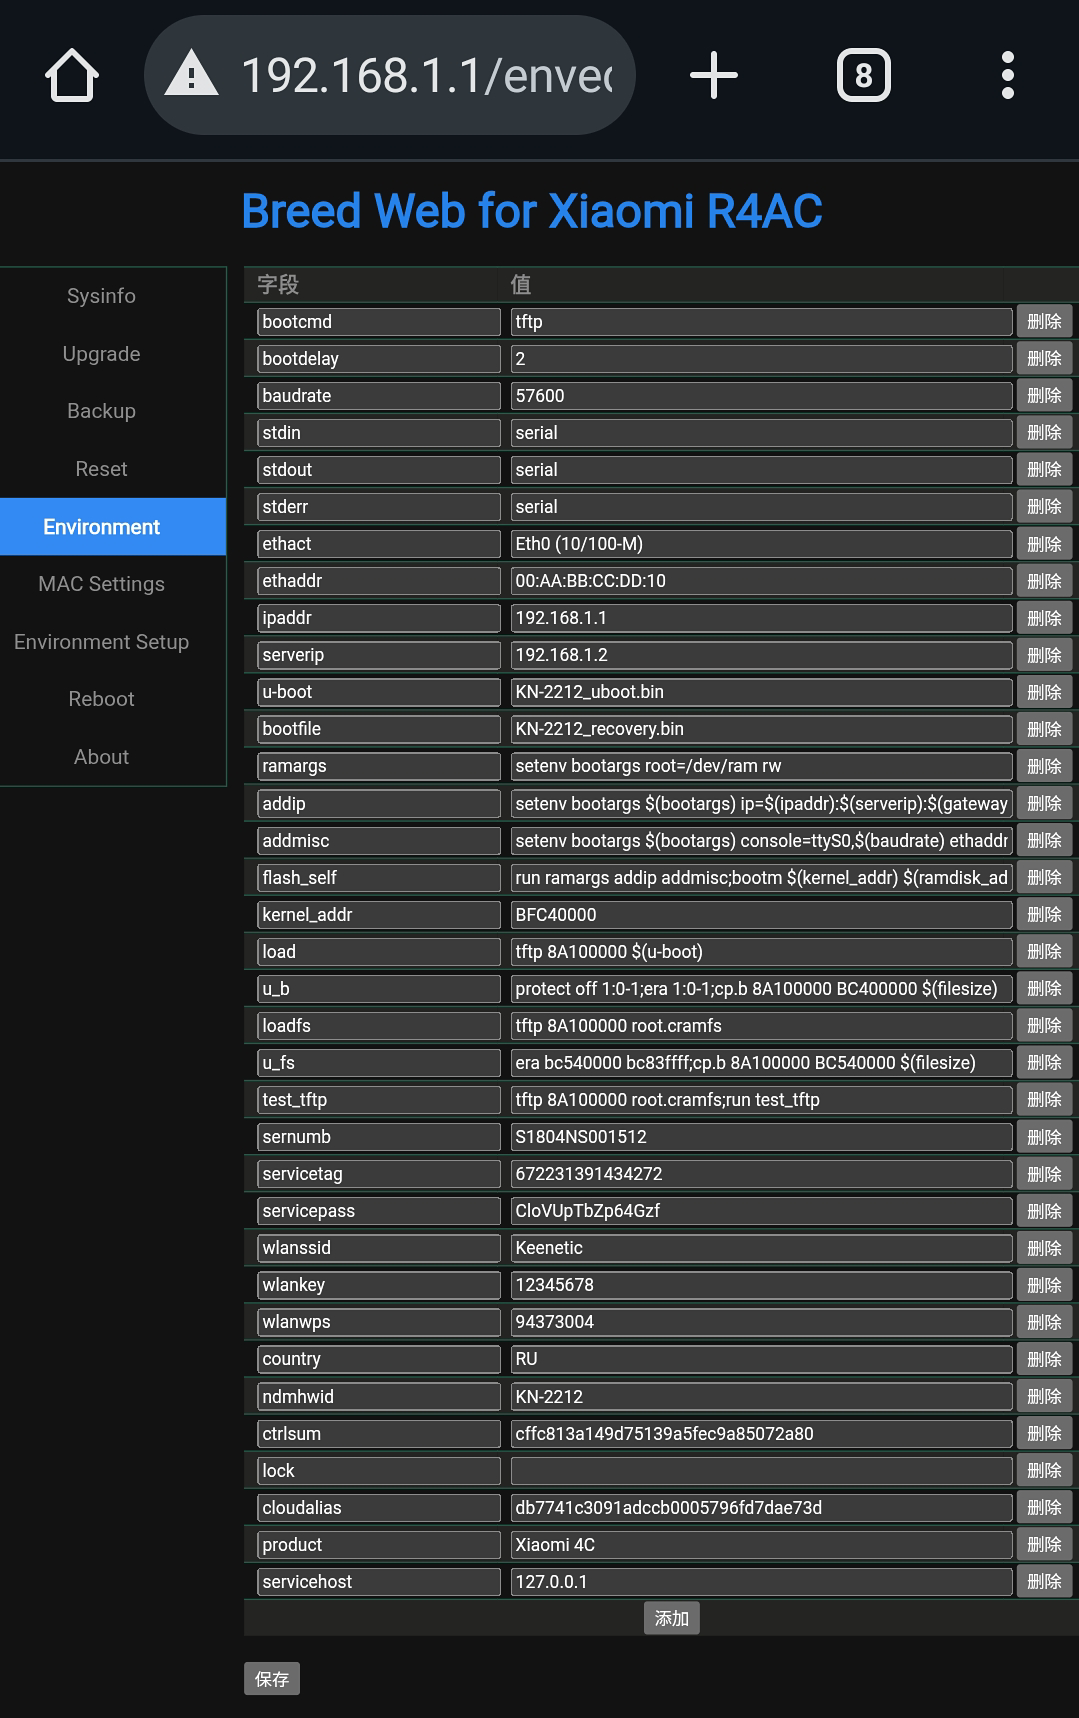 192.168.1.1/enve
8
Breed Web for Xiaomi R4AC
Sysinfo
Upgrade
Backup
Reset
Environment
MAC Settings
Environment Setup
Reboot
About
字段 值
bootcmd tftp 删除
bootdelay 2 删除
baudrate 57600 删除
stdin serial 删除
stdout serial 删除
stderr serial 删除
ethact Eth0 (10/100-M) 删除
ethaddr 00:AA:BB:CC:DD:10 删除
ipaddr 192.168.1.1 删除
serverip 192.168.1.2 删除
u-boot KN-2212_uboot.bin 删除
bootfile KN-2212_recovery.bin 删除
ramargs setenv bootargs root=/dev/ram rw 删除
addip setenv bootargs $(bootargs) ip=$(ipaddr):$(serverip):$(gateway 删除
addmisc setenv bootargs $(bootargs) console=ttyS0,$(baudrate) ethaddr 删除
flash_self run ramargs addip addmisc;bootm $(kernel_addr) $(ramdisk_ad 删除
kernel_addr BFC40000 删除
load tftp 8A100000 $(u-boot) 删除
u_b protect off 1:0-1;era 1:0-1;cp.b 8A100000 BC400000 $(filesize) 删除
loadfs tftp 8A100000 root.cramfs 删除
u_fs era bc540000 bc83ffff;cp.b 8A100000 BC540000 $(filesize) 删除
test_tftp tftp 8A100000 root.cramfs;run test_tftp 删除
sernumb S1804NS001512 删除
servicetag 672231391434272 删除
servicepass CloVUpTbZp64Gzf 删除
wlanssid Keenetic 删除
wlankey 12345678 删除
wlanwps 94373004 删除
country RU 删除
ndmhwid KN-2212 删除
ctrlsum cffc813a149d75139a5fec9a85072a80 删除
lock 删除
cloudalias db7741c3091adccb0005796fd7dae73d 删除
product Xiaomi 4C 删除
servicehost 127.0.0.1 删除
添加
保存